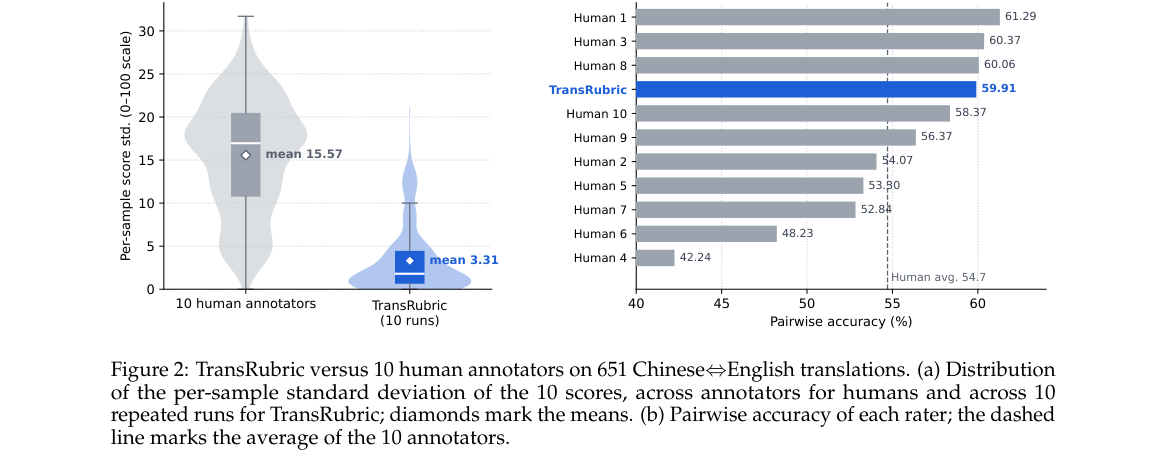 Per-sample score std. (0–100 scale)
30
25
20
15
10
5
0
mean 15.57
mean 3.31
10 human annotators
TransRubric
(10 runs)
Human 1
61.29
Human 3
60.37
Human 8
60.06
TransRubric
59.91
Human 10
58.37
Human 9
56.37
Human 2
54.07
Human 5
53.30
Human 7
52.84
Human 6
48.23
Human 4
42.24
Human avg. 54.7
40
45
50
55
60
Pairwise accuracy (%)
Figure 2: TransRubric versus 10 human annotators on 651 Chinese⇔English translations. (a) Distribution
of the per-sample standard deviation of the 10 scores, across annotators for humans and across 10
repeated runs for TransRubric; diamonds mark the means. (b) Pairwise accuracy of each rater; the dashed
line marks the average of the 10 annotators.